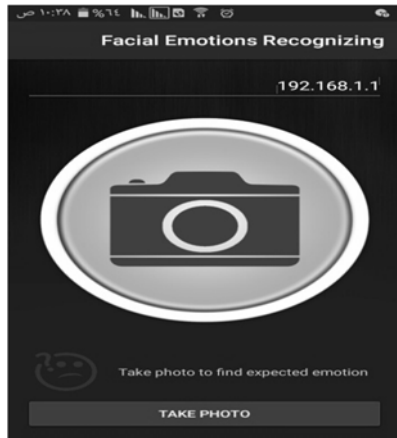 %٦٤ ١٠:٣٨ ص
Facial Emotions Recognizing
192.168.1.1
Take photo to find expected emotion
TAKE PHOTO